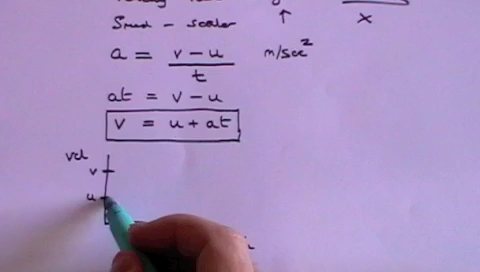 Speed - scalar
x
a = v - u / t m/sec²
at = v - u
v = u + at
vel
v
u